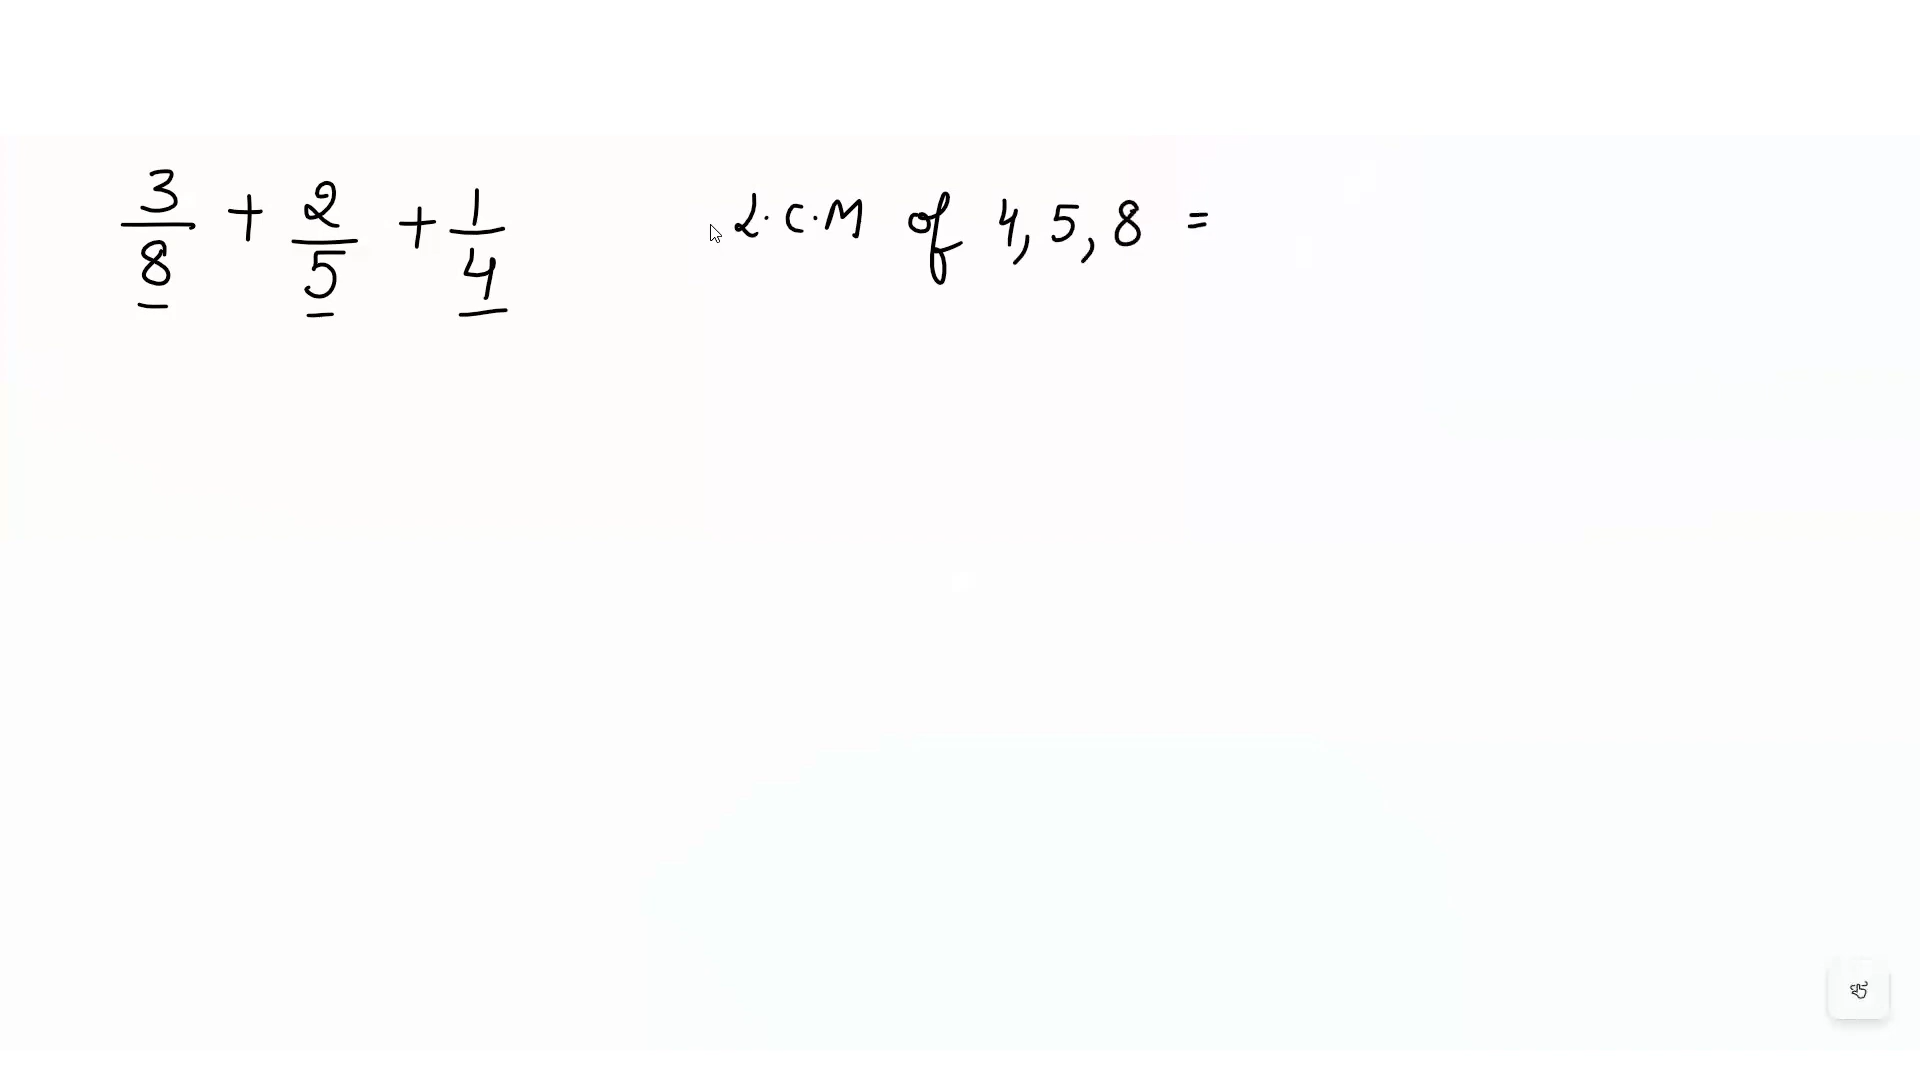 3/8 + 2/5 + 1/4
L.C.M of 4, 5, 8 =